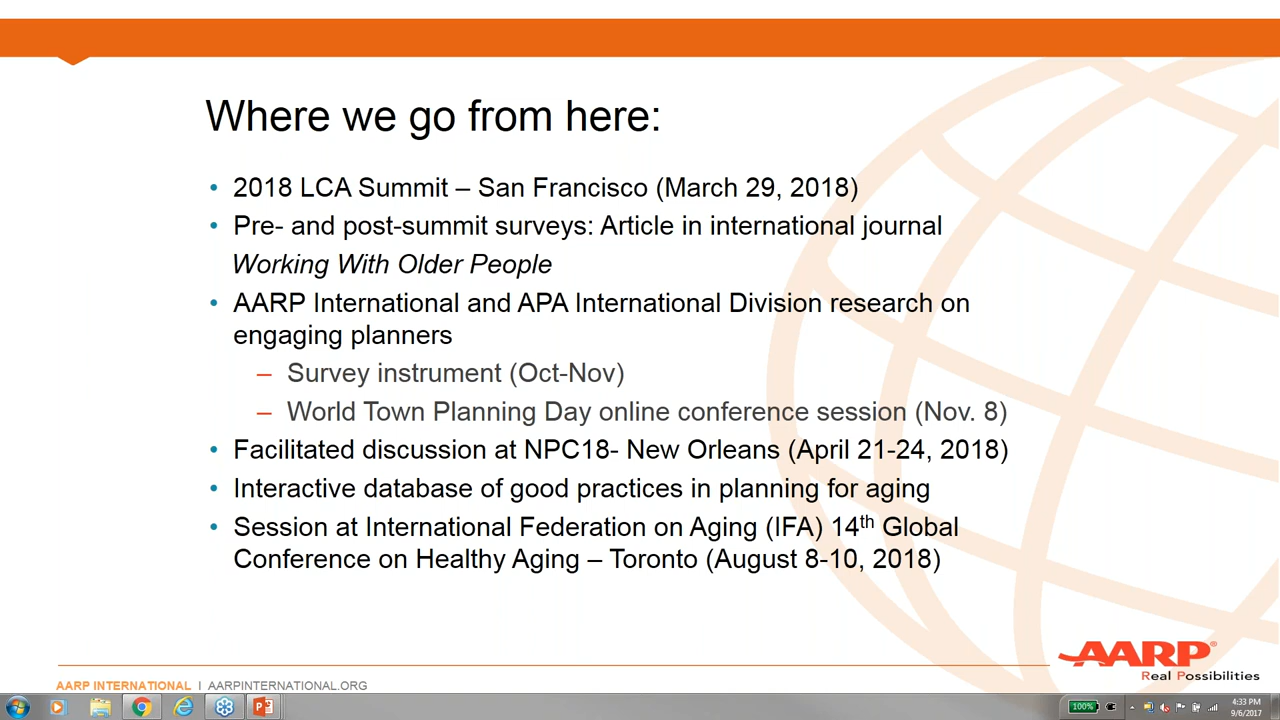 Where we go from here:
• 2018 LCA Summit – San Francisco (March 29, 2018)
• Pre- and post-summit surveys: Article in international journal
Working With Older People
• AARP International and APA International Division research on
engaging planners
– Survey instrument (Oct-Nov)
– World Town Planning Day online conference session (Nov. 8)
• Facilitated discussion at NPC18- New Orleans (April 21-24, 2018)
• Interactive database of good practices in planning for aging
• Session at International Federation on Aging (IFA) 14th Global
Conference on Healthy Aging – Toronto (August 8-10, 2018)
AARP®
Real Possibilities
AARP INTERNATIONAL | AARPINTERNATIONAL.ORG
100%
4:33 PM
9/6/2017